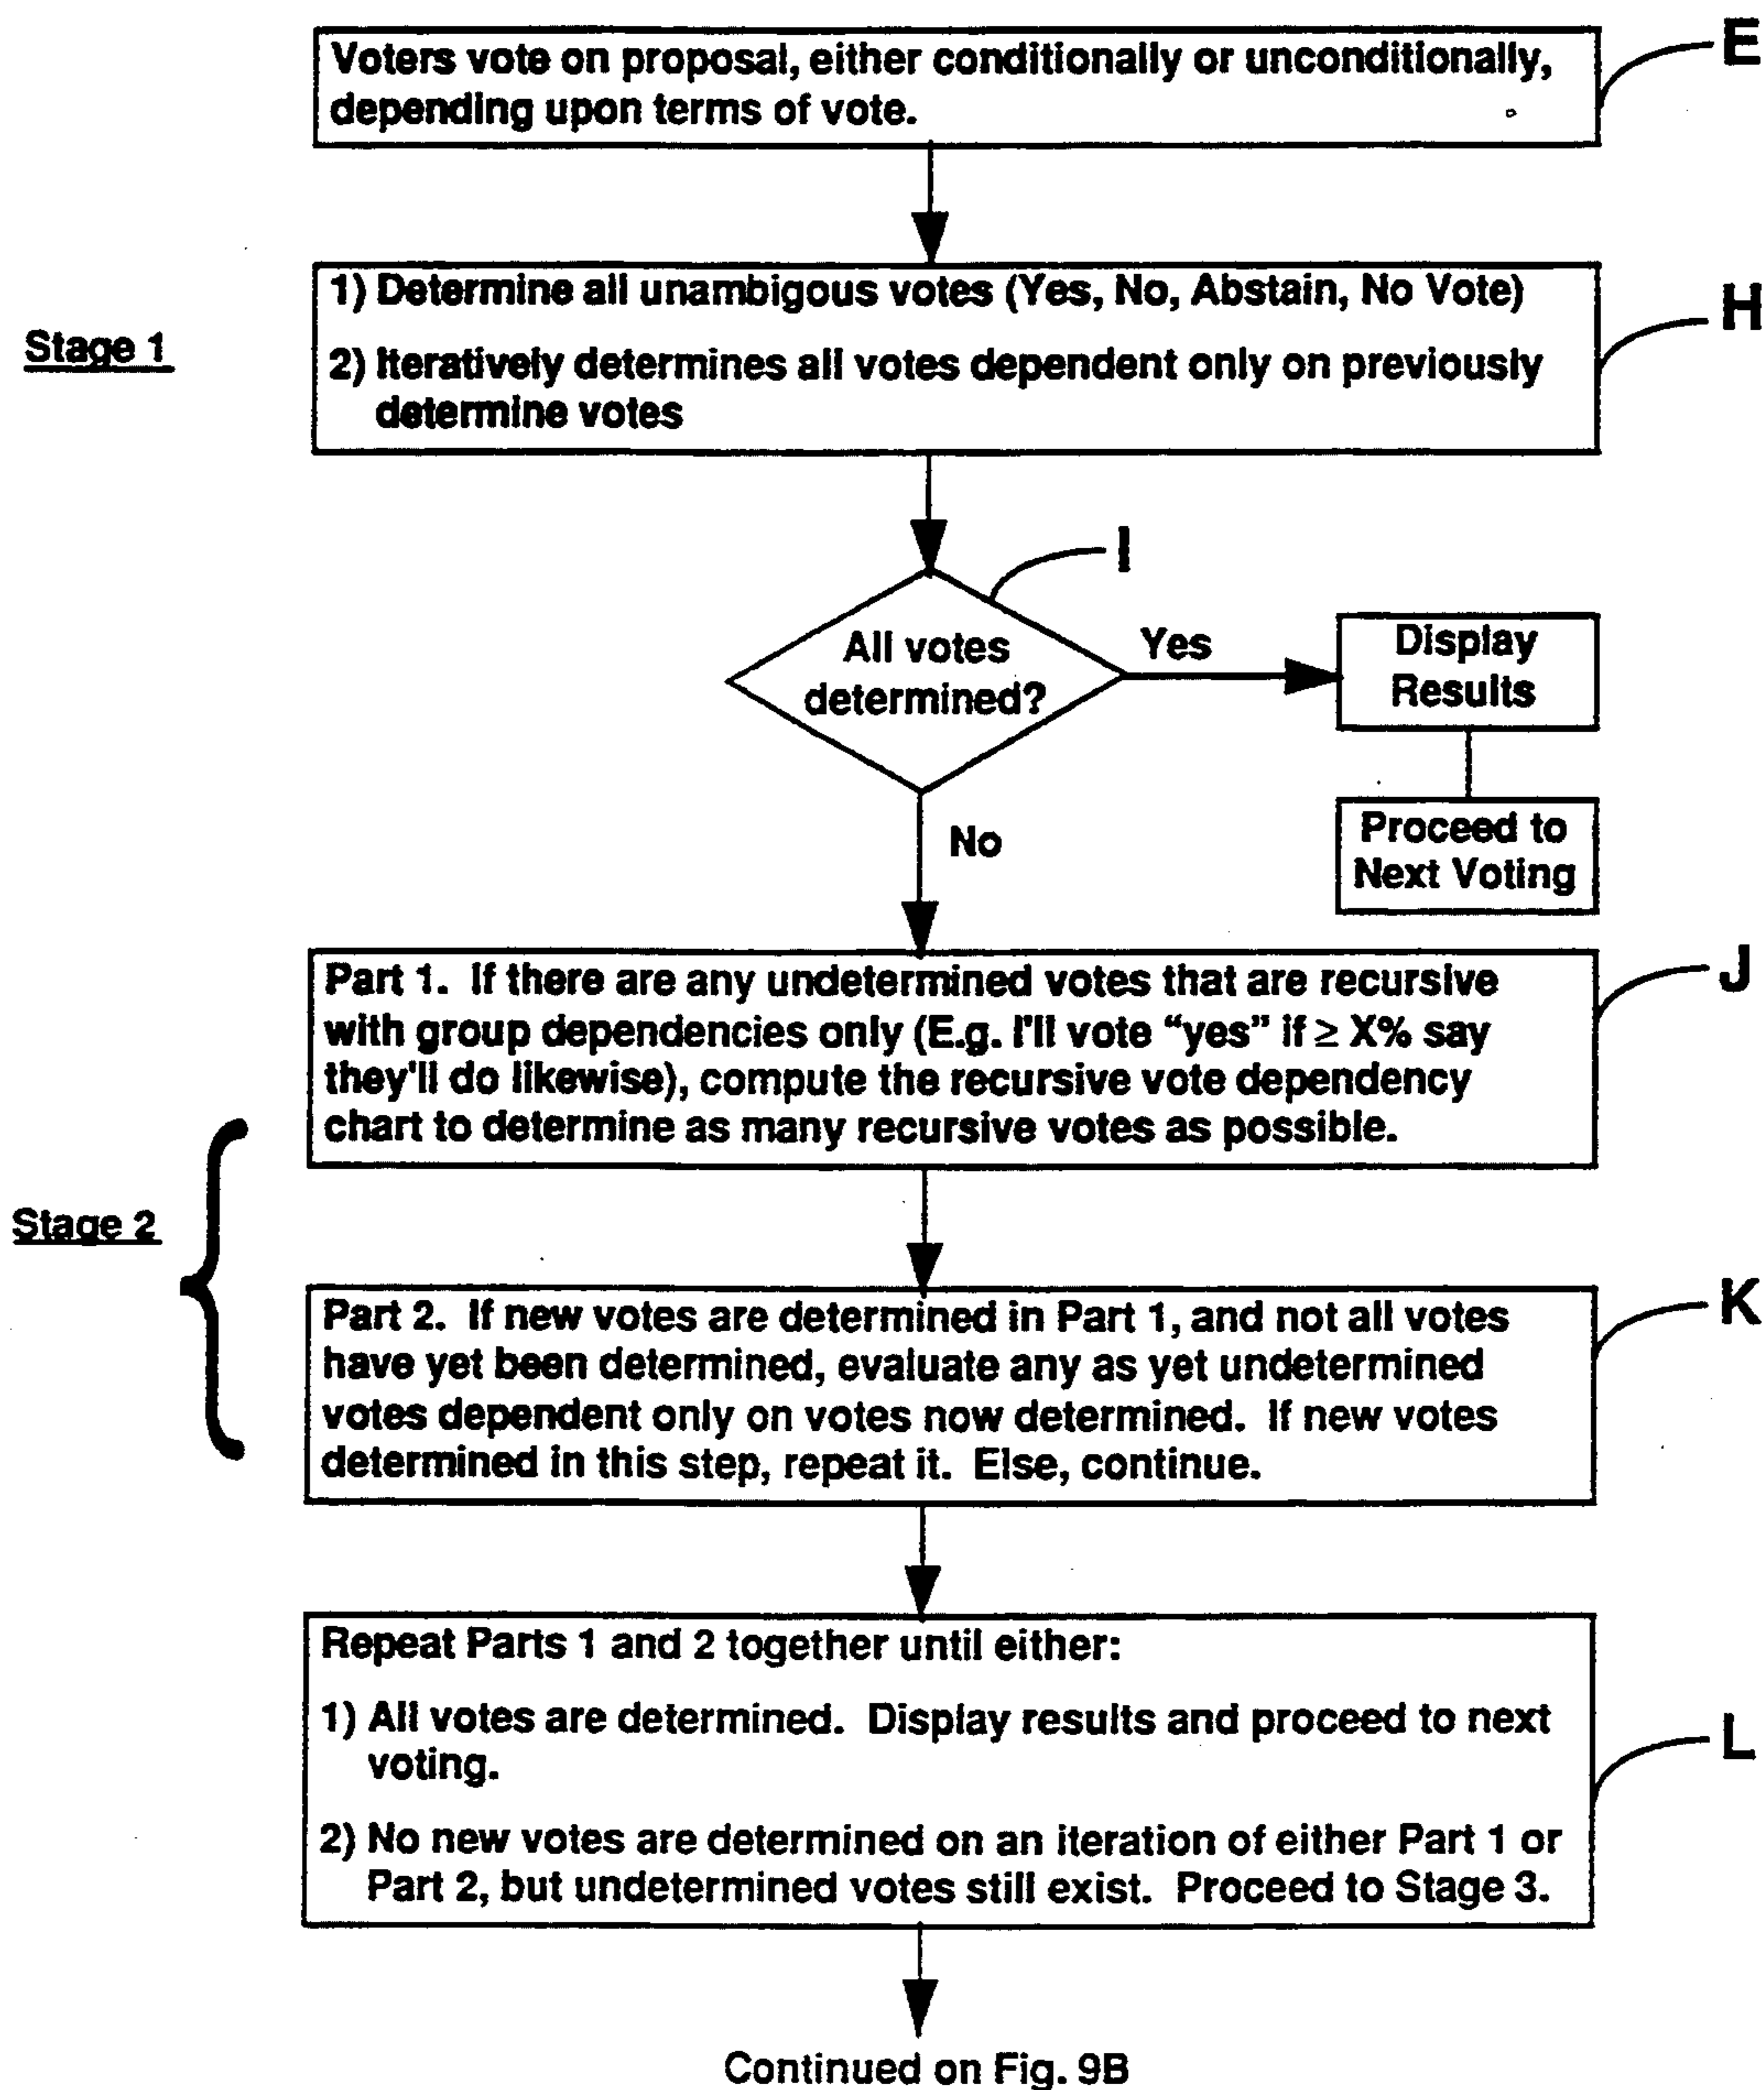 Voters vote on proposal, either conditionally or unconditionally,
depending upon terms of vote.
E
Stage 1
1) Determine all unambigous votes (Yes, No, Abstain, No Vote)
2) Iteratively determines all votes dependent only on previously
determine votes
H
I
All votes
determined?
Yes
Display
Results
No
Proceed to
Next Voting
Part 1. If there are any undetermined votes that are recursive
with group dependencies only (E.g. I'll vote “yes” if ≥ X% say
they'll do likewise), compute the recursive vote dependency
chart to determine as many recursive votes as possible.
J
Stage 2
Part 2. If new votes are determined in Part 1, and not all votes
have yet been determined, evaluate any as yet undetermined
votes dependent only on votes now determined. If new votes
determined in this step, repeat it. Else, continue.
K
Repeat Parts 1 and 2 together until either:
1) All votes are determined. Display results and proceed to next
voting.
2) No new votes are determined on an iteration of either Part 1 or
Part 2, but undetermined votes still exist. Proceed to Stage 3.
L
Continued on Fig. 9B